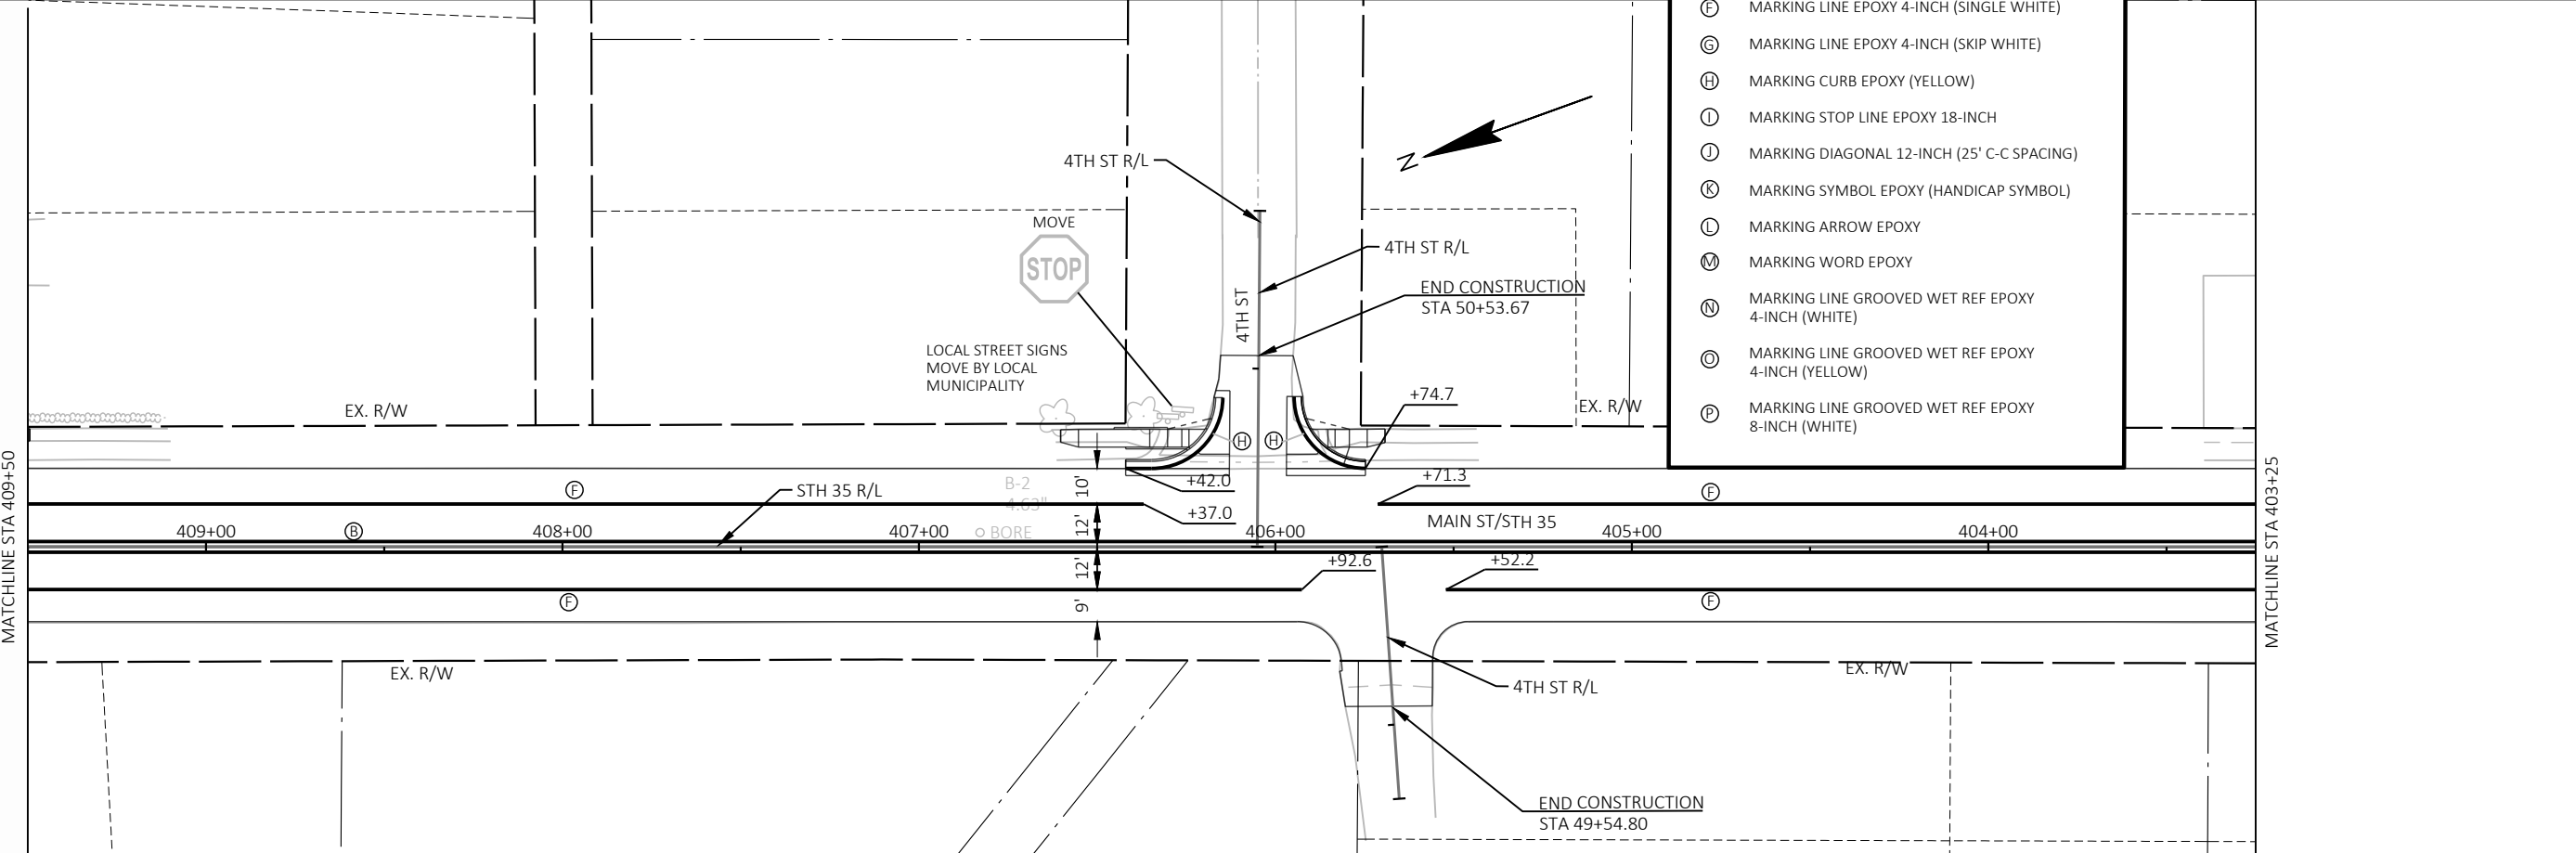 Ⓕ MARKING LINE EPOXY 4-INCH (SINGLE WHITE)
Ⓖ MARKING LINE EPOXY 4-INCH (SKIP WHITE)
Ⓗ MARKING CURB EPOXY (YELLOW)
Ⓘ MARKING STOP LINE EPOXY 18-INCH
Ⓙ MARKING DIAGONAL 12-INCH (25' C-C SPACING)
Ⓚ MARKING SYMBOL EPOXY (HANDICAP SYMBOL)
Ⓛ MARKING ARROW EPOXY
Ⓜ MARKING WORD EPOXY
Ⓝ MARKING LINE GROOVED WET REF EPOXY
4-INCH (WHITE)
Ⓞ MARKING LINE GROOVED WET REF EPOXY
4-INCH (YELLOW)
Ⓟ MARKING LINE GROOVED WET REF EPOXY
8-INCH (WHITE)
N
4TH ST R/L
MOVE
STOP
4TH ST R/L
4TH ST
END CONSTRUCTION
STA 50+53.67
LOCAL STREET SIGNS
MOVE BY LOCAL
MUNICIPALITY
EX. R/W
+74.7
EX. R/W
Ⓗ Ⓗ
MATCHLINE STA 409+50
MATCHLINE STA 403+25
Ⓕ
STH 35 R/L
B-2
4.63"
10'
+42.0
+71.3
Ⓕ
+37.0
409+00
Ⓑ
408+00
407+00
BORE
12'
406+00
MAIN ST/STH 35
405+00
404+00
12'
+92.6
+52.2
Ⓕ
9'
Ⓕ
EX. R/W
EX. R/W
4TH ST R/L
END CONSTRUCTION
STA 49+54.80